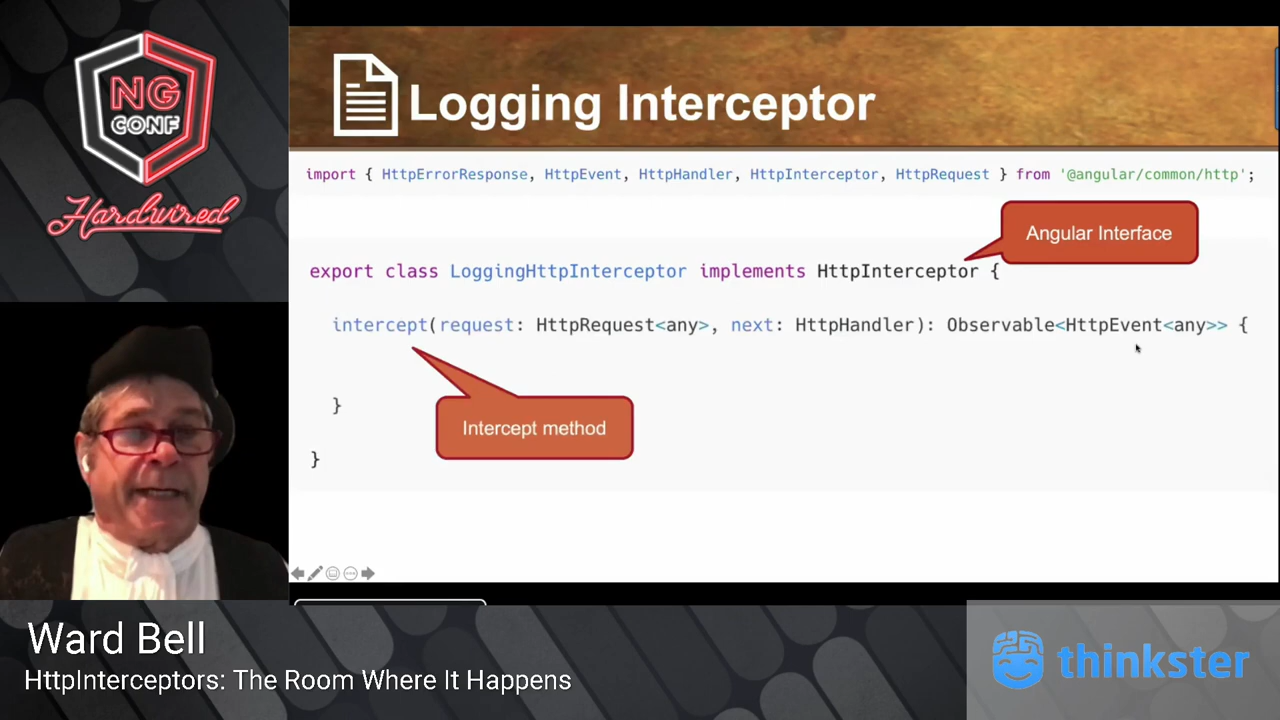 NG
CONF
Hardwired
Logging Interceptor
import { HttpErrorResponse, HttpEvent, HttpHandler, HttpInterceptor, HttpRequest } from '@angular/common/http';
Angular Interface
export class LoggingHttpInterceptor implements HttpInterceptor {
intercept(request: HttpRequest<any>, next: HttpHandler): Observable<HttpEvent<any>> {
}
Intercept method
}
Ward Bell
HttpInterceptors: The Room Where It Happens
thinkster